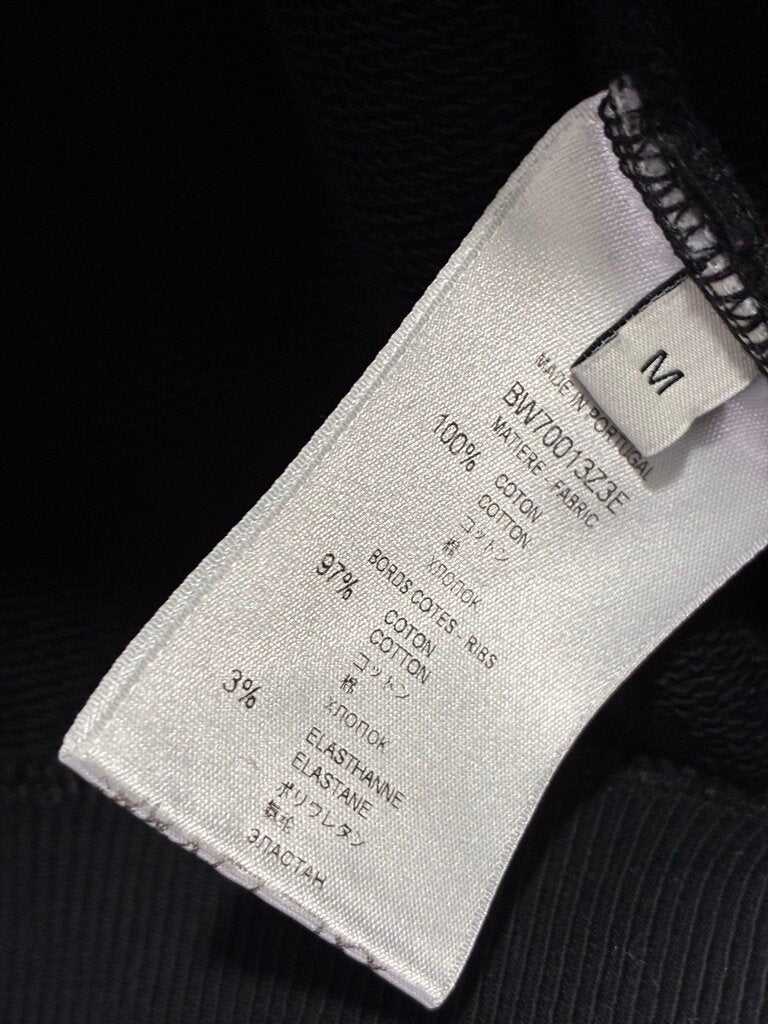 M
MADE IN PORTUGAL
BW70013Z3E
MATIERE FABRIC
100% COTON
COTTON
コットン
棉
ХЛОПОК
BORDS COTES . RIBS
97% COTON
COTTON
コットン
棉
ХЛОПОК
3% ELASTHANNE
ELASTANE
ポリウレタン
氨纶
ЭЛАСТАН